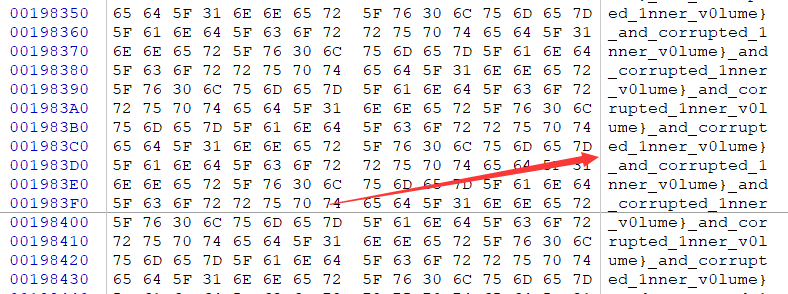 00198350 65 64 5F 31 6E 6E 65 72 5F 76 30 6C 75 6D 65 7D ed_1nner_v0lume}
00198360 5F 61 6E 64 5F 63 6F 72 72 75 70 74 65 64 5F 31 _and_corrupted_1
00198370 6E 6E 65 72 5F 76 30 6C 75 6D 65 7D 5F 61 6E 64 nner_v0lume}_and
00198380 5F 63 6F 72 72 75 70 74 65 64 5F 31 6E 6E 65 72 _corrupted_1nner
00198390 5F 76 30 6C 75 6D 65 7D 5F 61 6E 64 5F 63 6F 72 _v0lume}_and_cor
001983A0 72 75 70 74 65 64 5F 31 6E 6E 65 72 5F 76 30 6C rupted_1nner_v0l
001983B0 75 6D 65 7D 5F 61 6E 64 5F 63 6F 72 72 75 70 74 ume}_and_corrupt
001983C0 65 64 5F 31 6E 6E 65 72 5F 76 30 6C 75 6D 65 7D ed_1nner_v0lume}
001983D0 5F 61 6E 64 5F 63 6F 72 72 75 70 74 65 64 5F 31 _and_corrupted_1
001983E0 6E 6E 65 72 5F 76 30 6C 75 6D 65 7D 5F 61 6E 64 nner_v0lume}_and
001983F0 5F 63 6F 72 72 75 70 74 65 64 5F 31 6E 6E 65 72 _corrupted_1nner
00198400 5F 76 30 6C 75 6D 65 7D 5F 61 6E 64 5F 63 6F 72 _v0lume}_and_cor
00198410 72 75 70 74 65 64 5F 31 6E 6E 65 72 5F 76 30 6C rupted_1nner_v0l
00198420 75 6D 65 7D 5F 61 6E 64 5F 63 6F 72 72 75 70 74 ume}_and_corrupt
00198430 65 64 5F 31 6E 6E 65 72 5F 76 30 6C 75 6D 65 7D ed_1nner_v0lume}